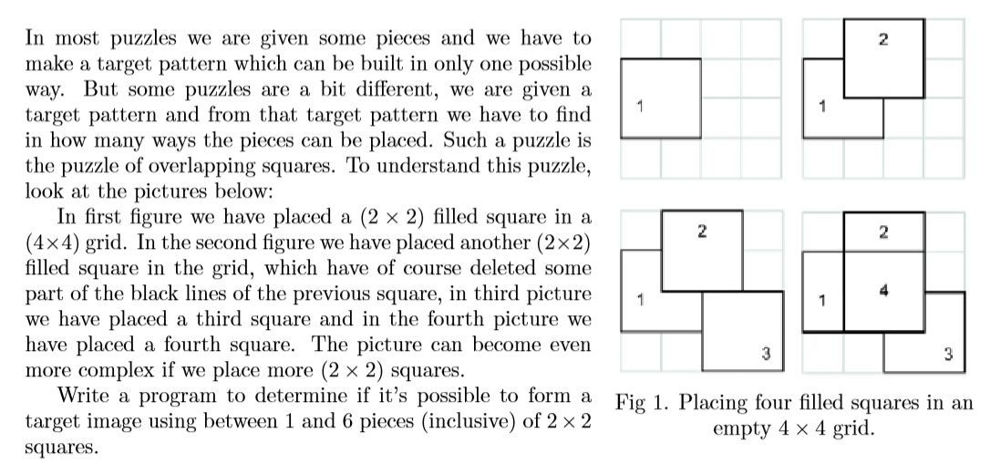 In most puzzles we are given some pieces and we have to
make a target pattern which can be built in only one possible
way. But some puzzles are a bit different, we are given a
target pattern and from that target pattern we have to find
in how many ways the pieces can be placed. Such a puzzle is
the puzzle of overlapping squares. To understand this puzzle,
look at the pictures below:
In first figure we have placed a (2 × 2) filled square in a
(4×4) grid. In the second figure we have placed another (2×2)
filled square in the grid, which have of course deleted some
part of the black lines of the previous square, in third picture
we have placed a third square and in the fourth picture we
have placed a fourth square. The picture can become even
more complex if we place more (2 × 2) squares.
Write a program to determine if it's possible to form a
target image using between 1 and 6 pieces (inclusive) of 2 × 2
squares.
1
2
1
2
1
3
2
1
4
3
Fig 1. Placing four filled squares in an
empty 4 × 4 grid.